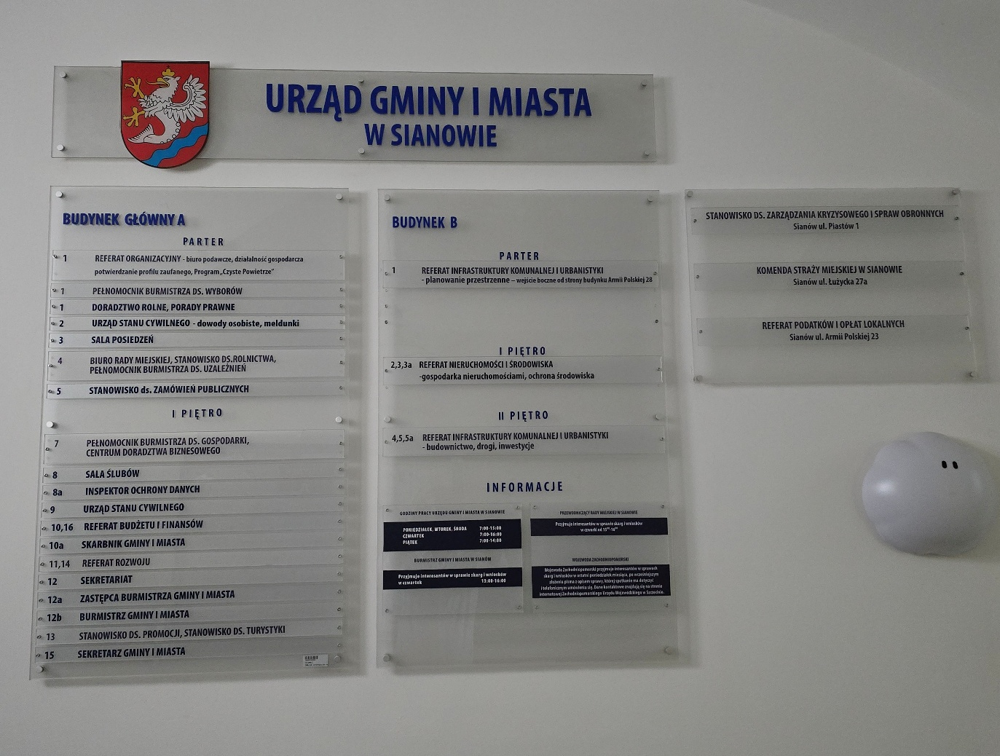 URZĄD GMINY I MIASTA
W SIANOWIE
BUDYNEK GŁÓWNY A
PARTER
1 REFERAT ORGANIZACYJNY - biuro podawcze, działalność gospodarcza
potwierdzanie profilu zaufanego, Program „Czyste Powietrze"
1 PEŁNOMOCNIK BURMISTRZA DS. WYBORÓW
1 DORADZTWO ROLNE, PORADY PRAWNE
2 URZĄD STANU CYWILNEGO - dowody osobiste, meldunki
3 SALA POSIEDZEŃ
4 BIURO RADY MIEJSKIEJ, STANOWISKO DS.ROLNICTWA,
PEŁNOMOCNIK BURMISTRZA DS. UZALEŻNIEŃ
5 STANOWISKO ds. ZAMÓWIEŃ PUBLICZNYCH
I PIĘTRO
7 PEŁNOMOCNIK BURMISTRZA DS. GOSPODARKI,
CENTRUM DORADZTWA BIZNESOWEGO
8 SALA ŚLUBÓW
8a INSPEKTOR OCHRONY DANYCH
9 URZĄD STANU CYWILNEGO
10,16 REFERAT BUDŻETU I FINANSÓW
10a SKARBNIK GMINY I MIASTA
11,14 REFERAT ROZWOJU
12 SEKRETARIAT
12a ZASTĘPCA BURMISTRZA GMINY I MIASTA
12b BURMISTRZ GMINY I MIASTA
13 STANOWISKO DS. PROMOCJI, STANOWISKO DS. TURYSTYKI
15 SEKRETARZ GMINY I MIASTA
BUDYNEK B
PARTER
1 REFERAT INFRASTRUKTURY KOMUNALNEJ I URBANISTYKI
- planowanie przestrzenne – wejście boczne od strony budynku Armii Polskiej 28
I PIĘTRO
2,3,3a REFERAT NIERUCHOMOŚCI I ŚRODOWISKA
-gospodarka nieruchomościami, ochrona środowiska
II PIĘTRO
4,5,5a REFERAT INFRASTRUKTURY KOMUNALNEJ I URBANISTYKI
- budownictwo, drogi, inwestycje
INFORMACJE
GODZINY PRACY URZĘDU GMINY I MIASTA W SIANOWIE
PONIEDZIAŁEK, WTOREK, ŚRODA 7:00-15:00
CZWARTEK 7:00-16:00
PIĄTEK 7:00-14:00
BURMISTRZ GMINY I MIASTA W SIANÓW
Przyjmuje interesantów w sprawie skarg i wniosków
w czwartek 13:00-16:00
PRZEWODNICZĄCY RADY MIEJSKIEJ W SIANOWIE
Przyjmuje interesantów w sprawie skarg i wniosków
w czwartki od 15⁰⁰-16⁰⁰
WOJEWODA ZACHODNIOPOMORSKI
Wojewoda Zachodniopomorski przyjmuje interesantów w sprawach
skarg i wniosków w ostatni poniedziałek miesiąca, po wcześniejszym
złożeniu pisma z opisem sprawy, której spotkanie ma dotyczyć
i telefonicznym umówieniu się. Dane kontaktowe znajdują się na stronie
internetowej Zachodniopomorskiego Urzędu Wojewódzkiego w Szczecinie.
STANOWISKO DS. ZARZĄDZANIA KRYZYSOWEGO I SPRAW OBRONNYCH
Sianów ul. Piastów 1
KOMENDA STRAŻY MIEJSKIEJ W SIANOWIE
Sianów ul. Łużycka 27a
REFERAT PODATKÓW I OPŁAT LOKALNYCH
Sianów ul. Armii Polskiej 23